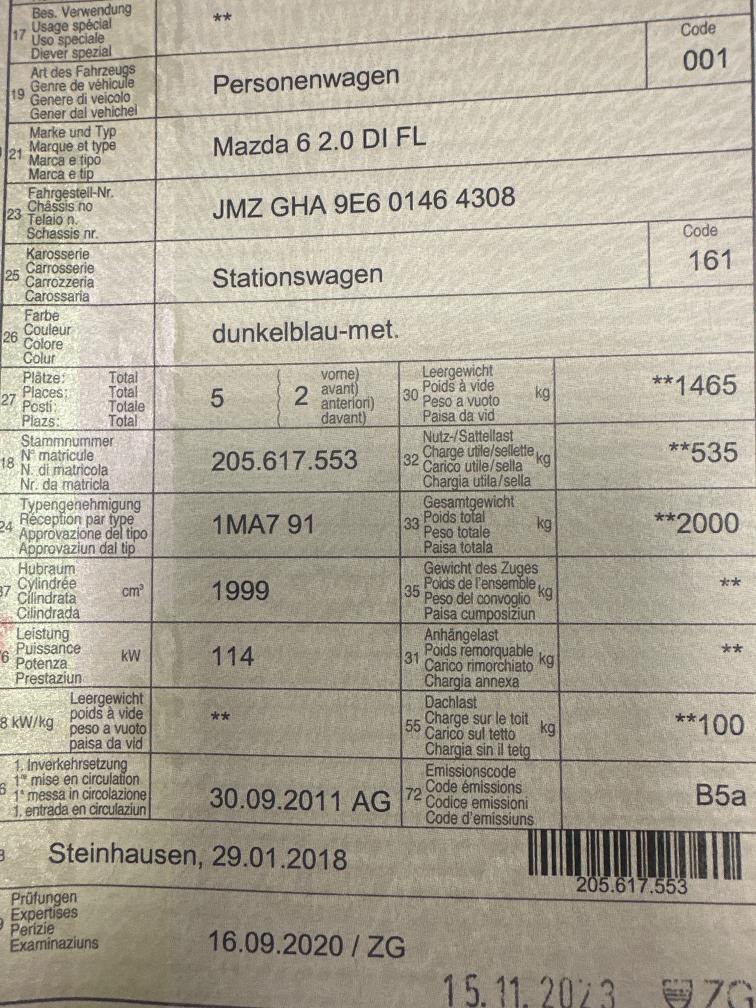 17 Bes. Verwendung
Usage spécial
Uso speciale
Diever spezial
**
19 Art des Fahrzeugs
Genre de véhicule
Genere di veicolo
Gener dal vehichel
Personenwagen
Code
001
21 Marke und Typ
Marque et type
Marca e tipo
Marca e tip
Mazda 6 2.0 DI FL
23 Fahrgestell-Nr.
Châssis no
Telaio n.
Schassis nr.
JMZ GHA 9E6 0146 4308
25 Karosserie
Carrosserie
Carrozzeria
Carossaria
Stationswagen
Code
161
26 Farbe
Couleur
Colore
Colur
dunkelblau-met.
27 Plätze: Total
Places: Total
Posti: Totale
Plazs: Total
5
2
vorne)
avant)
anteriori)
davant)
30 Leergewicht
Poids à vide
Peso a vuoto
Paisa da vid
kg
**1465
18 Stammnummer
N° matricule
N. di matricola
Nr. da matricla
205.617.553
32 Nutz-/Sattellast
Charge utile/sellette
Carico utile/sella
Chargia utila/sella
kg
**535
24 Typengenehmigung
Réception par type
Approvazione del tipo
Approvaziun dal tip
1MA7 91
33 Gesamtgewicht
Poids total
Peso totale
Paisa totala
kg
**2000
37 Hubraum
Cylindrée
Cilindrata
Cilindrada
cm³
1999
35 Gewicht des Zuges
Poids de l'ensemble
Peso del convoglio
Paisa cumposiziun
kg
**
6 Leistung
Puissance
Potenza
Prestaziun
kW
114
31 Anhängelast
Poids remorquable
Carico rimorchiato
Chargia annexa
kg
**
8 kW/kg
Leergewicht
poids à vide
peso a vuoto
paisa da vid
**
55 Dachlast
Charge sur le toit
Carico sul tetto
Chargia sin il tetg
kg
**100
6 1. Inverkehrsetzung
1re mise en circulation
1a messa in circolazione
1. entrada en circulaziun
30.09.2011 AG
72 Emissionscode
Code émissions
Codice emissioni
Code d'emissiuns
B5a
Steinhausen, 29.01.2018
205.617.553
Prüfungen
Expertises
Perizie
Examinaziuns
16.09.2020 / ZG
15.11.2023 ZG